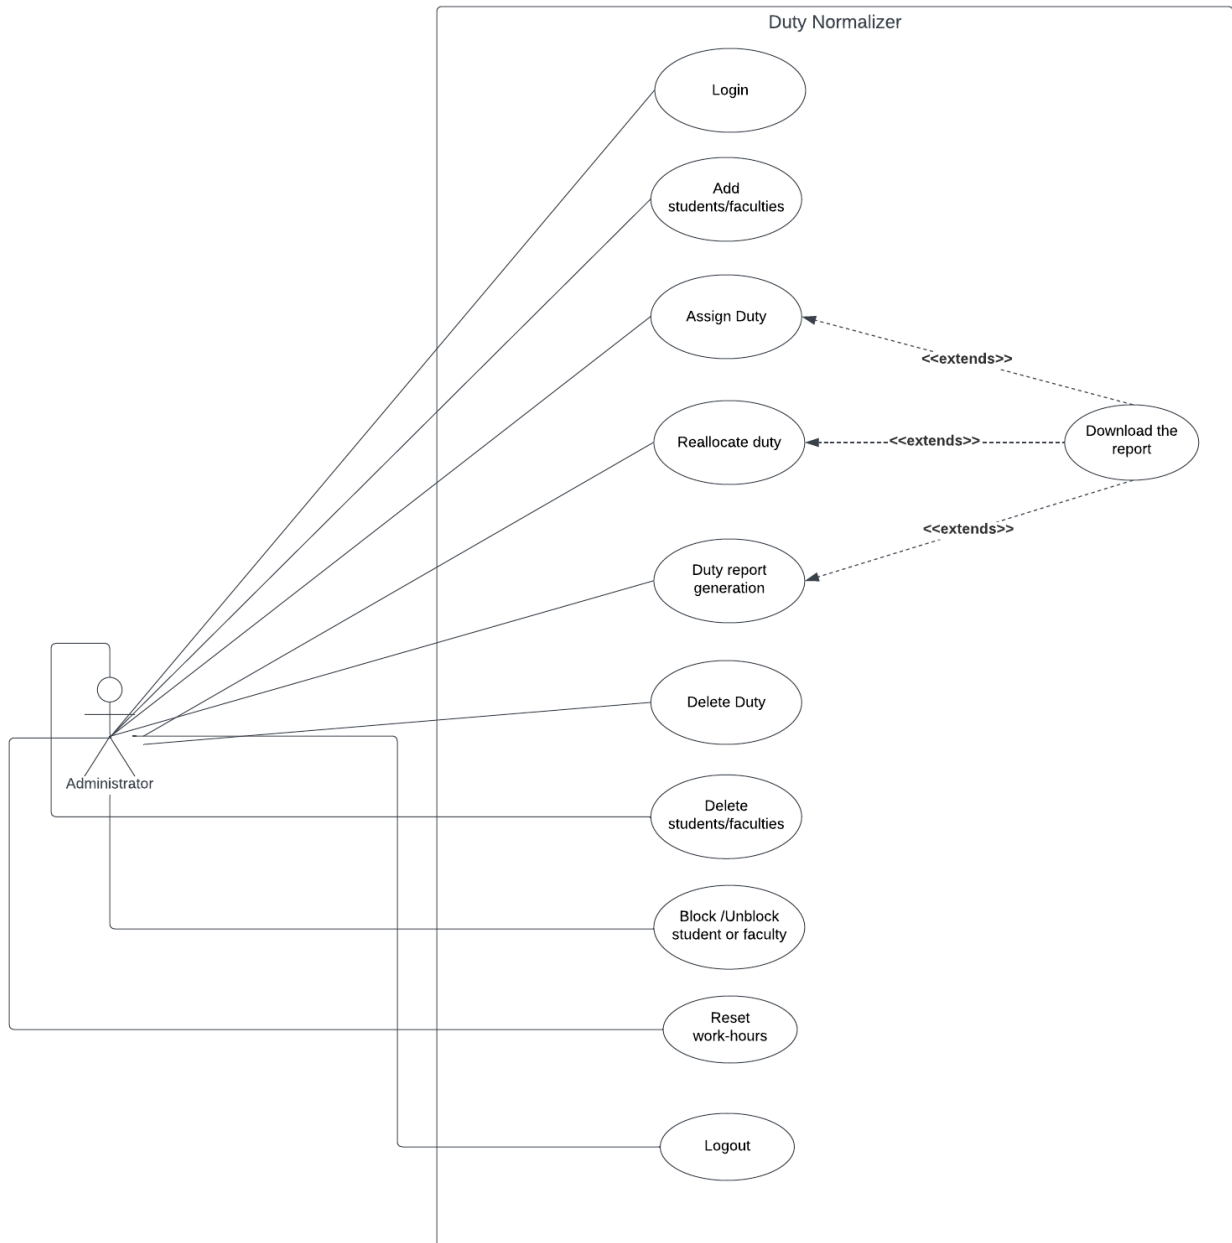 Duty Normalizer
Login
Add
students/faculties
Assign Duty
<<extends>>
Reallocate duty
<<extends>>
Download the
report
<<extends>>
Duty report
generation
Delete Duty
Administrator
Delete
students/faculties
Block /Unblock
student or faculty
Reset
work-hours
Logout